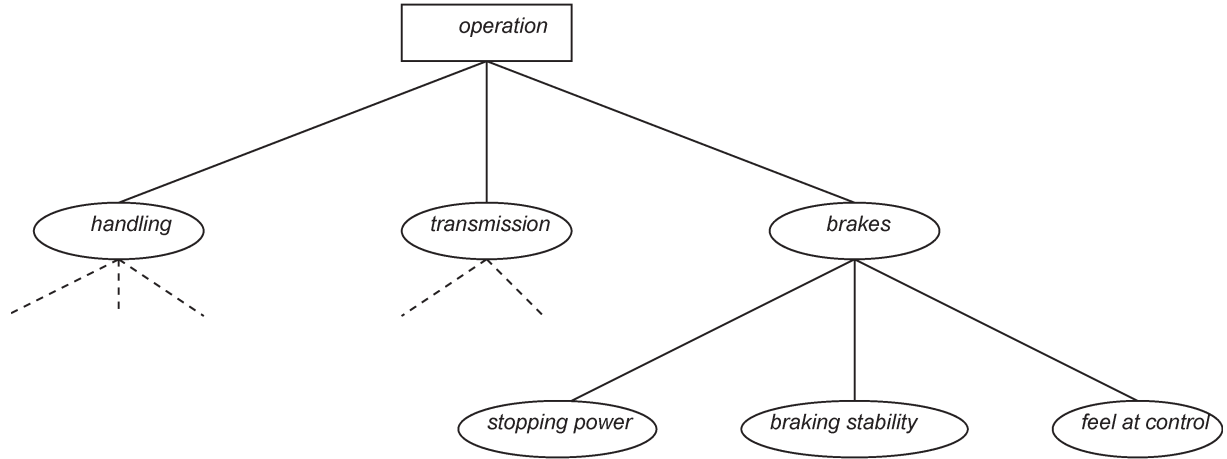 operation
handling
transmission
brakes
stopping power
braking stability
feel at control